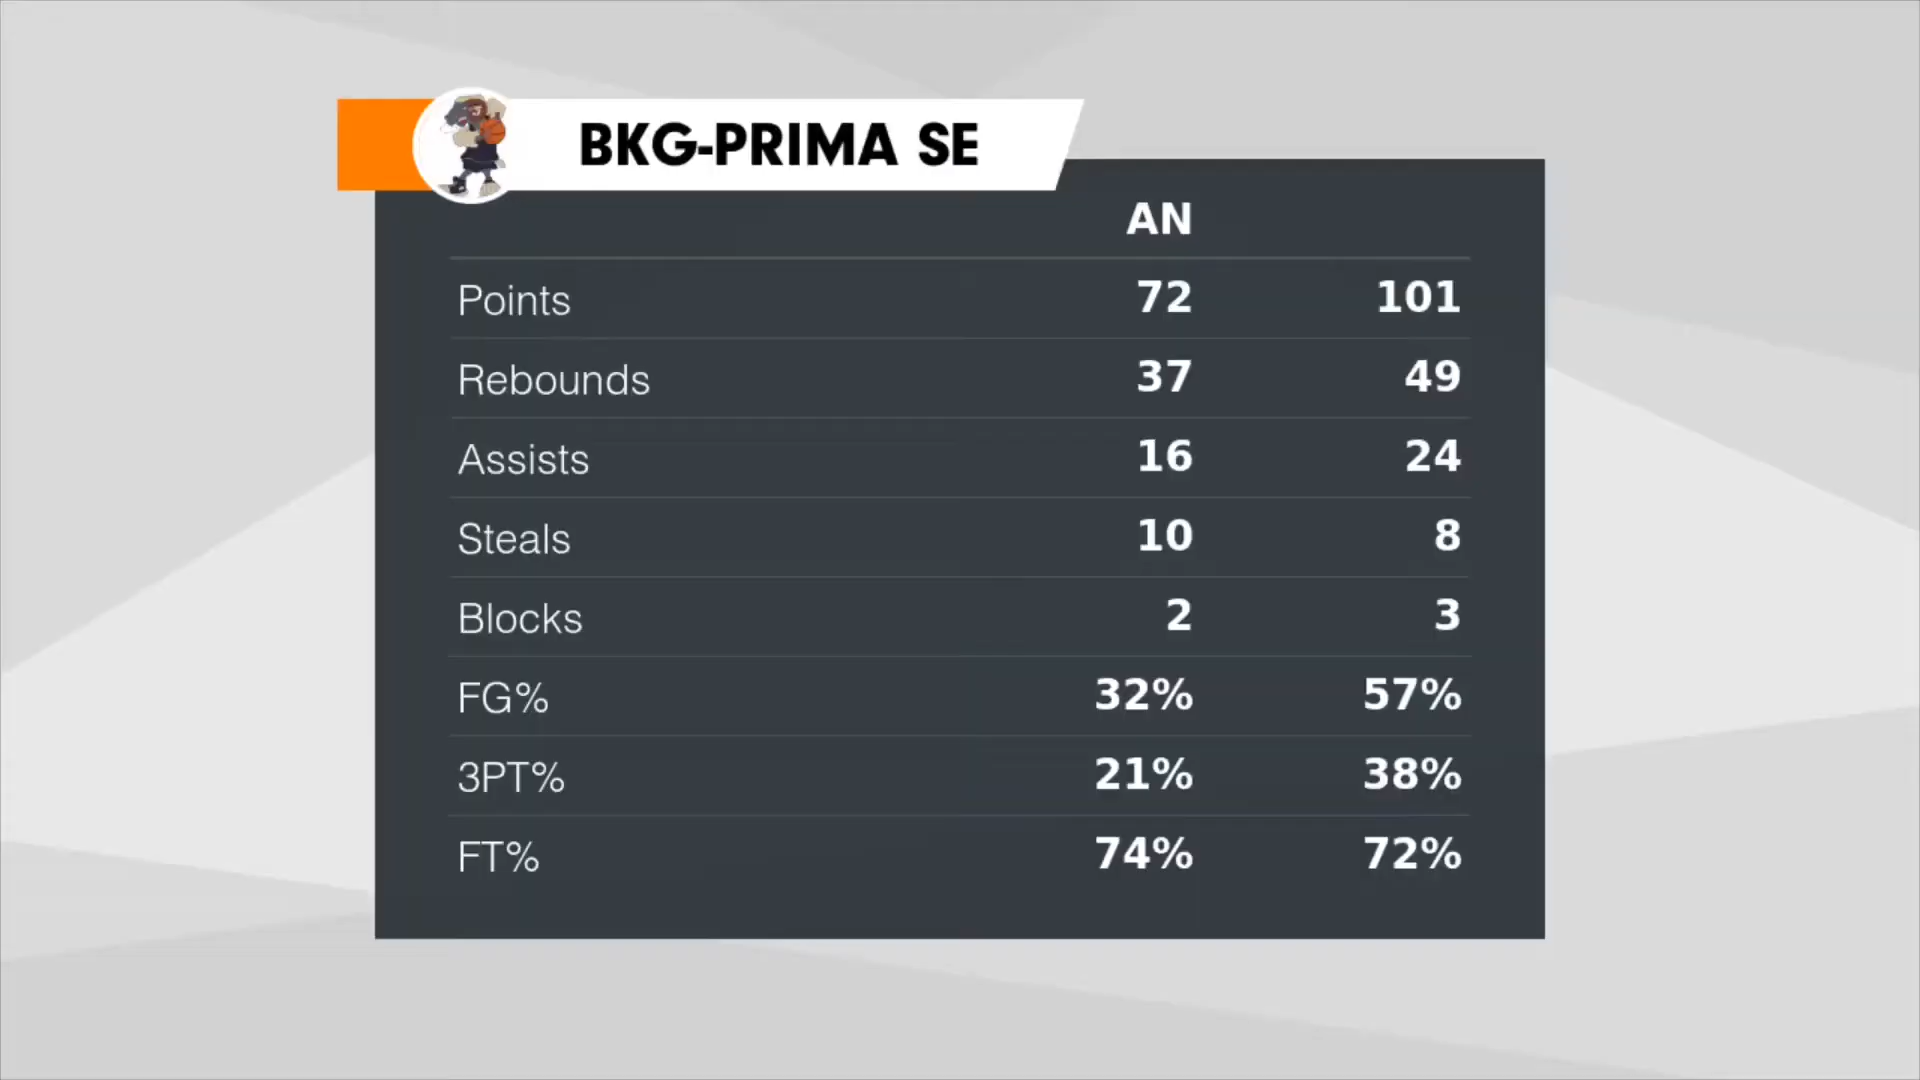 BKG-PRIMA SE
AN
Points 72 101
Rebounds 37 49
Assists 16 24
Steals 10 8
Blocks 2 3
FG% 32% 57%
3PT% 21% 38%
FT% 74% 72%